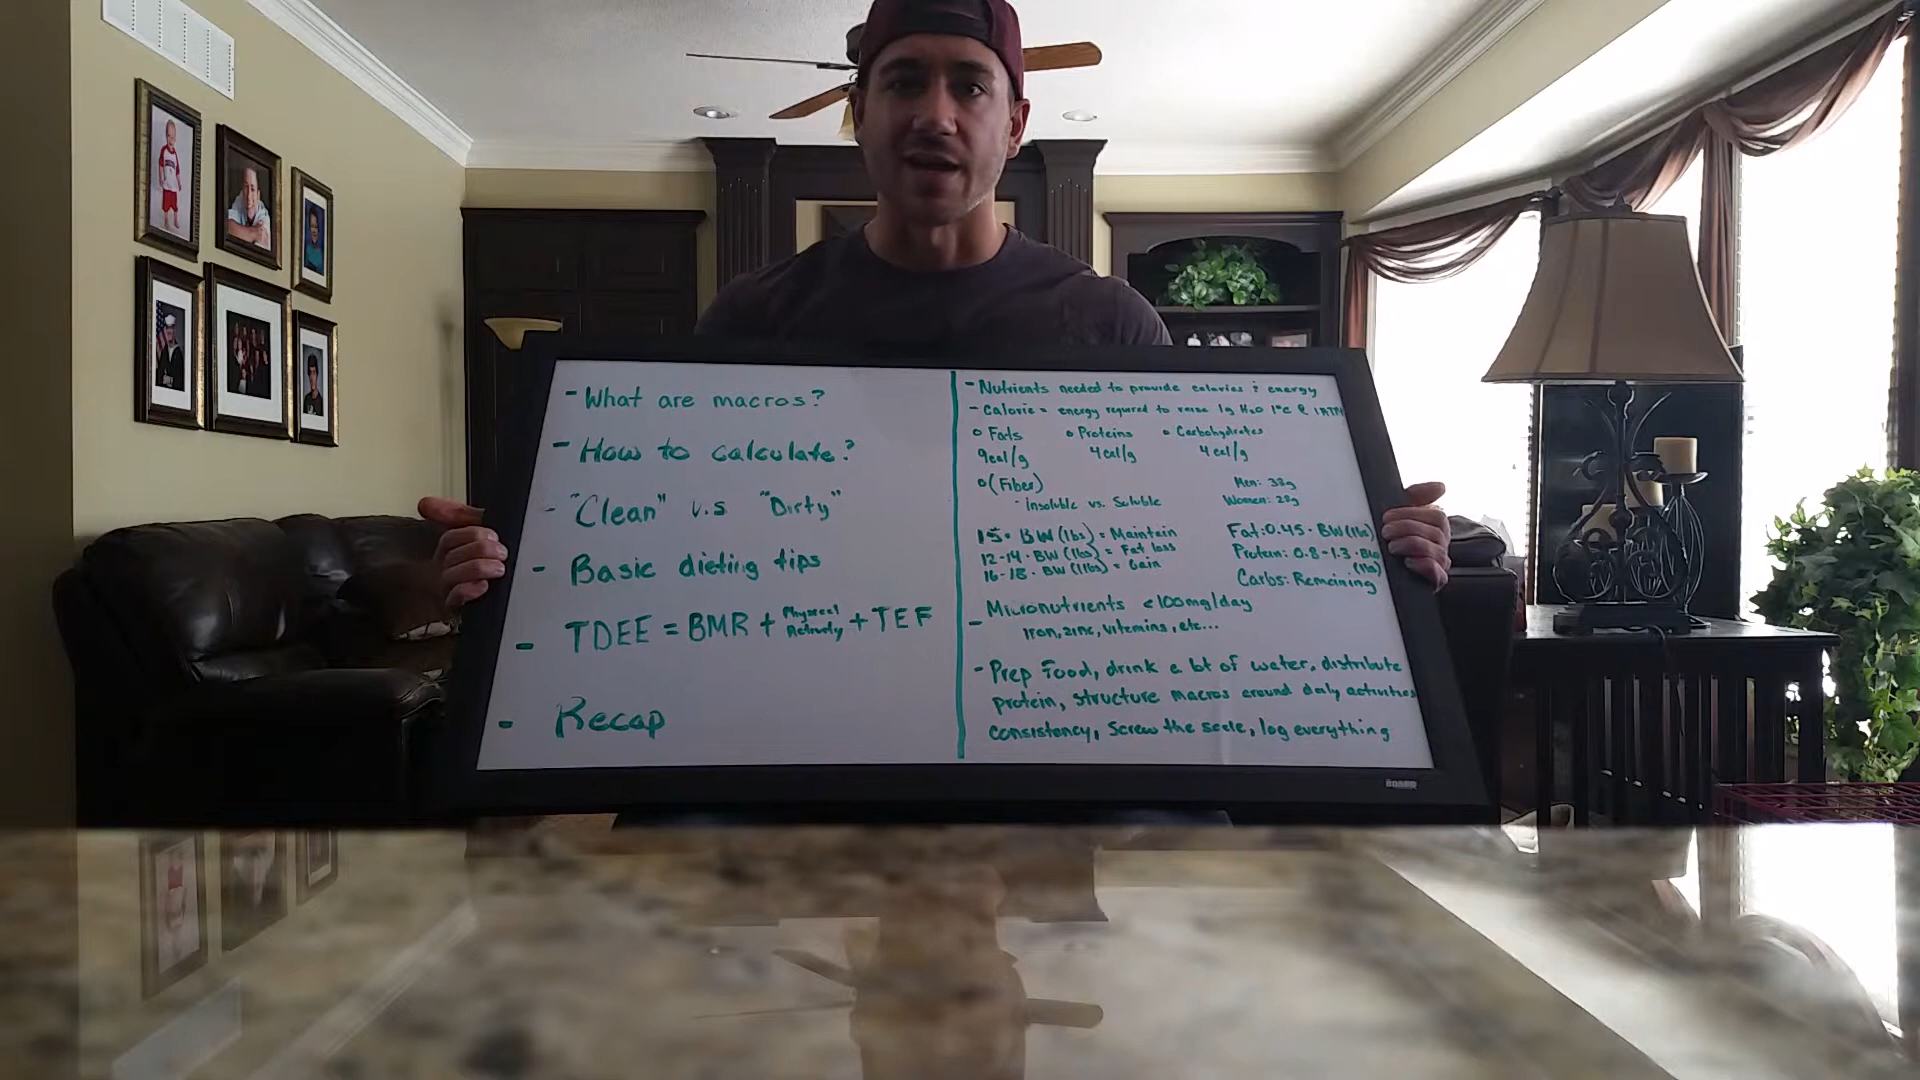 - What are macros?
- How to calculate?
- "Clean" v.s "Dirty"
- Basic dieting tips
- TDEE = BMR + Physical Activity + TEF
- Recap
- Nutrients needed to provide calories & energy
- Calorie = energy required to raise 1g H₂O 1°C @ 1ATM
o Fats o Proteins o Carbohydrates
9cal/g 4cal/g 4cal/g
o (Fiber) Men: 38g
- Insoluble vs. Soluble Women: 28g
15 · BW (lbs) = Maintain
12-14 · BW (lbs) = Fat loss
16-18 · BW (lbs) = Gain
Fat: 0.45 · BW (lbs)
Protein: 0.8-1.3 · BW (lbs)
Carbs: Remaining
- Micronutrients <100mg/day
Iron, zinc, vitamins, etc...
- Prep Food, drink a lot of water, distribute
protein, structure macros around daily activities
consistency, Screw the scale, log everything